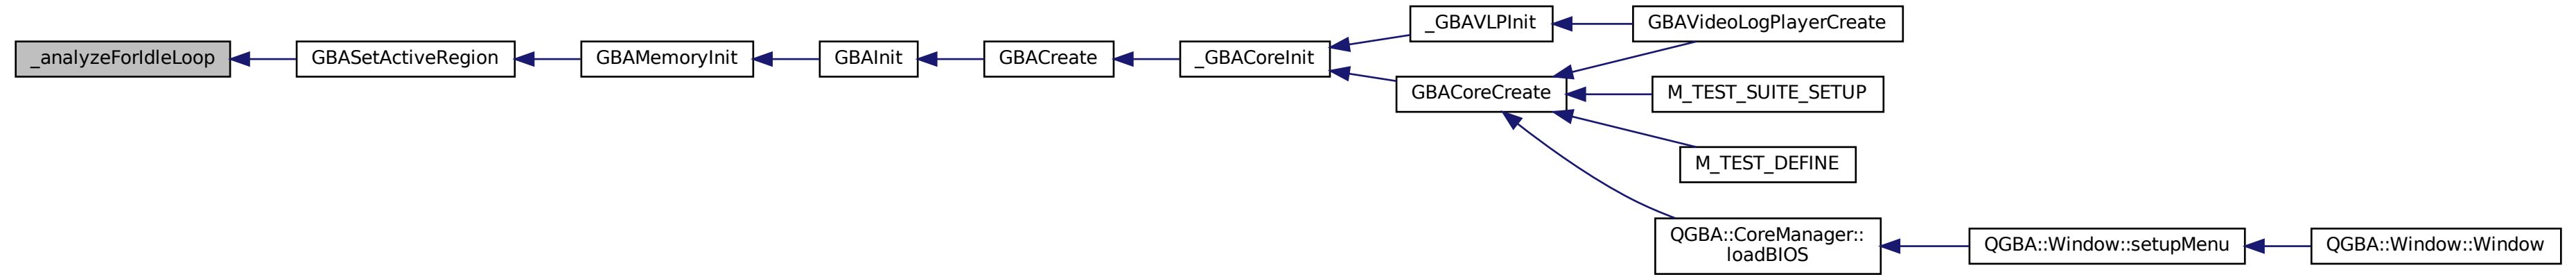 _analyzeForIdleLoop
GBASetActiveRegion
GBAMemoryInit
GBAInit
GBACreate
_GBACoreInit
_GBAVLPInit
GBAVideoLogPlayerCreate
GBACoreCreate
M_TEST_SUITE_SETUP
M_TEST_DEFINE
QGBA::CoreManager::
loadBIOS
QGBA::Window::setupMenu
QGBA::Window::Window